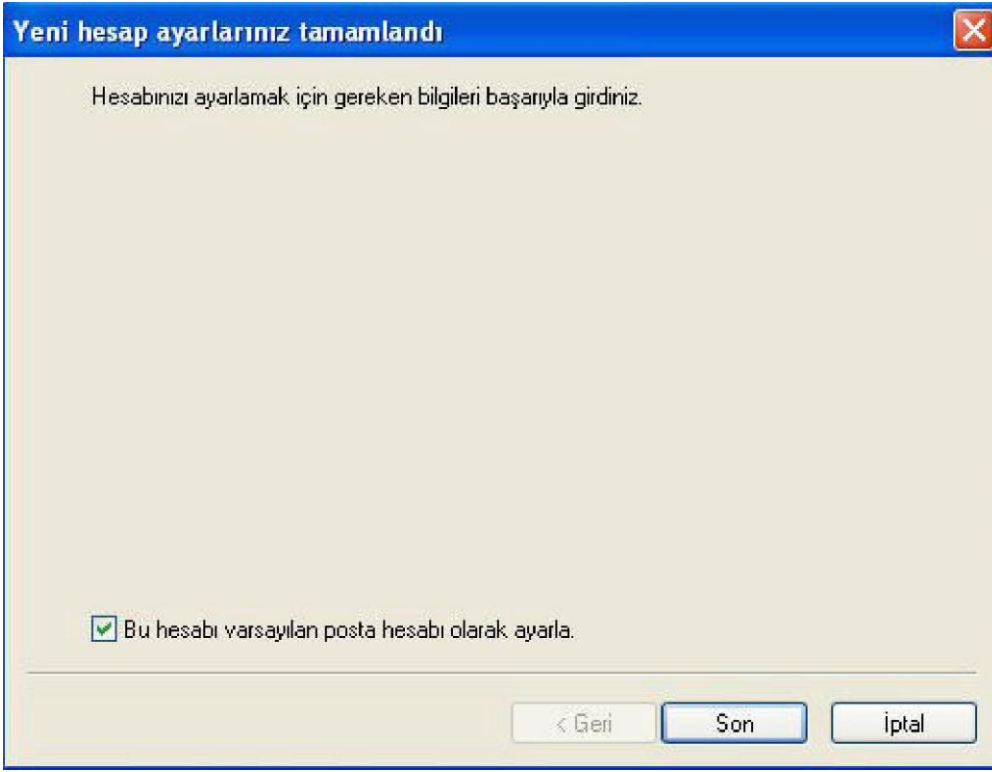 Yeni hesap ayarlarınız tamamlandı
Hesabınızı ayarlamak için gereken bilgileri başarıyla girdiniz.
Bu hesabı varsayılan posta hesabı olarak ayarla.
< Geri
Son
İptal